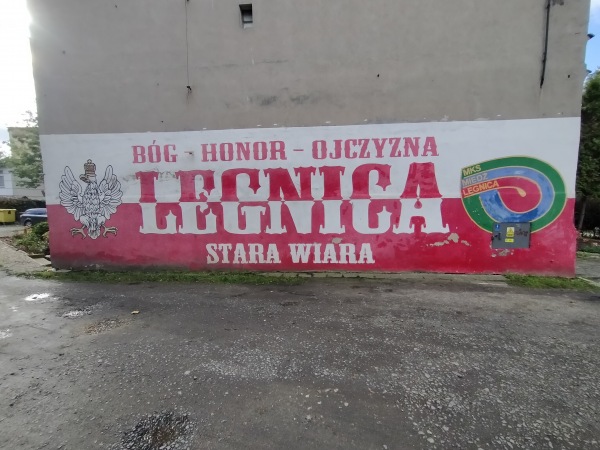 BÓG - HONOR - OJCZYZNA
LEGNICA
STARA WIARA
MKS
MIEDŹ
LEGNICA